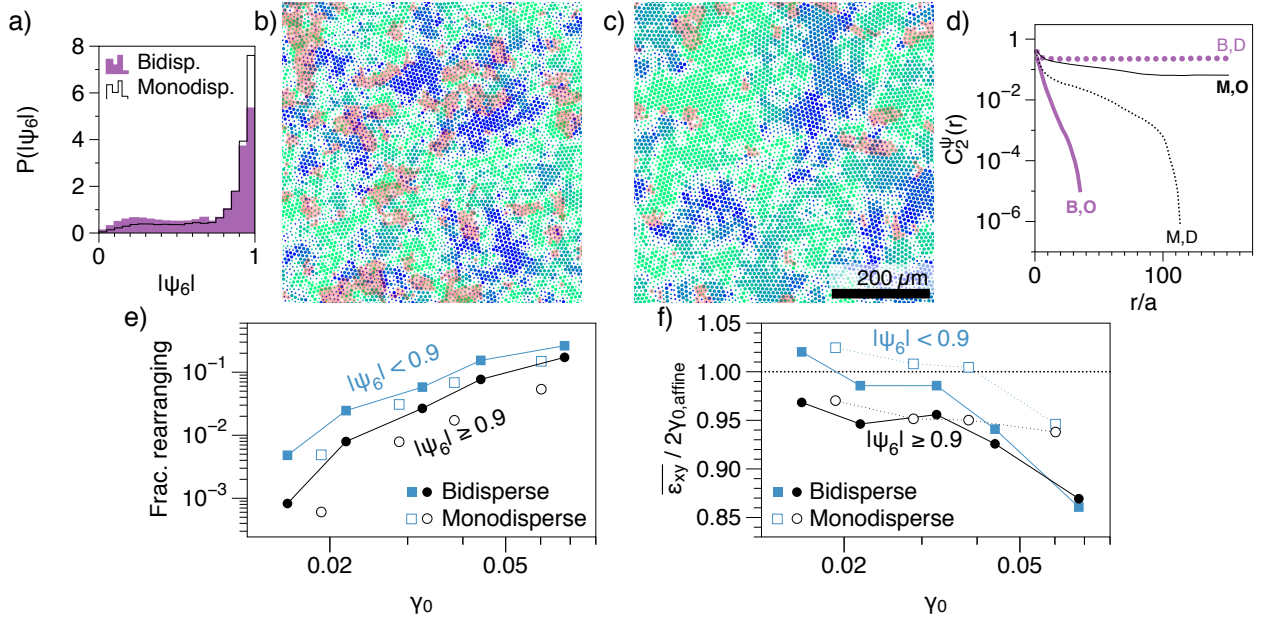 a)
8
6
4
2
0
P(|ψ₆|)
Bidisp.
Monodisp.
0
1
|ψ₆|
b)
c)
200 µm
d)
1
10⁻²
10⁻⁴
10⁻⁶
C₂^ψ(r)
B,D
M,O
B,O
M,D
0
100
r/a
e)
10⁻¹
10⁻²
10⁻³
Frac. rearranging
|ψ₆| < 0.9
|ψ₆| ≥ 0.9
Bidisperse
Monodisperse
0.02
0.05
γ₀
f)
1.05
1.00
0.95
0.90
0.85
ε_xy / 2γ₀,affine
|ψ₆| < 0.9
|ψ₆| ≥ 0.9
Bidisperse
Monodisperse
0.02
0.05
γ₀